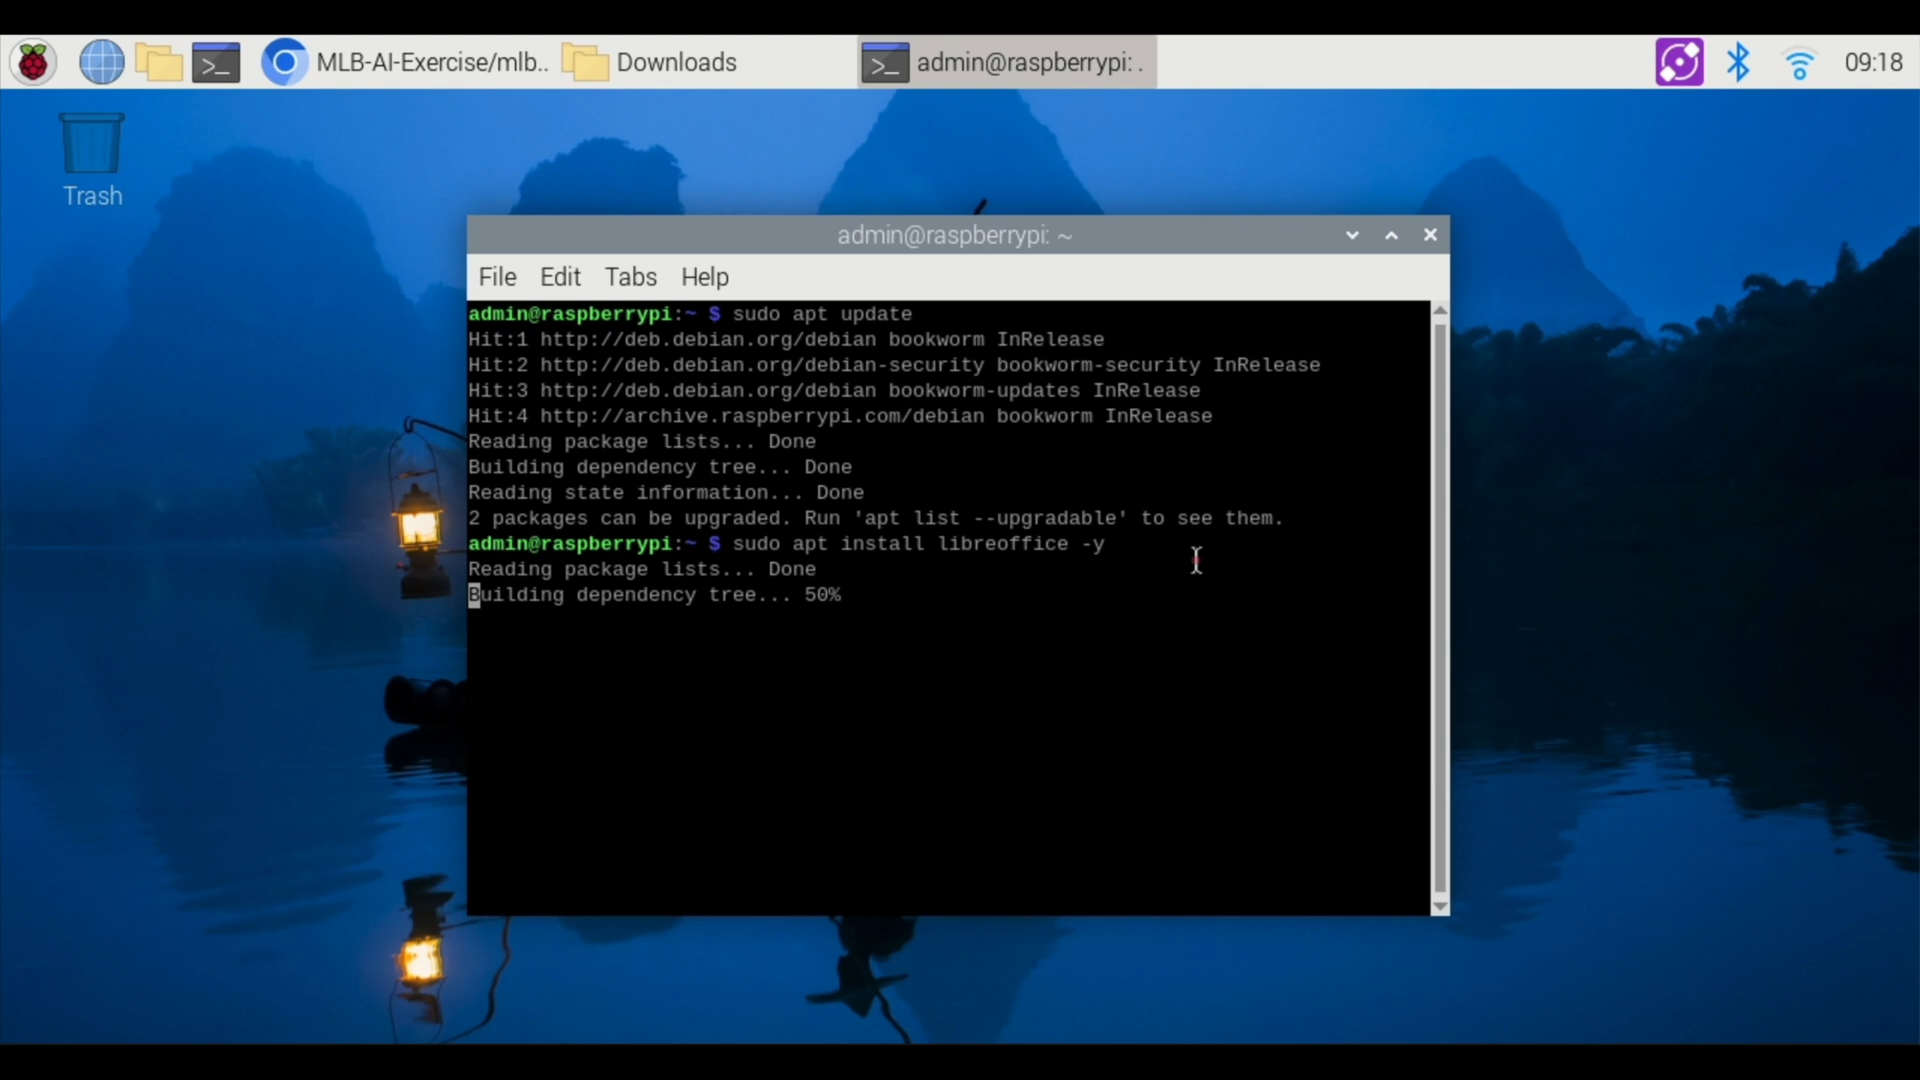 MLB-AI-Exercise/mlb..
Downloads
admin@raspberrypi: .
09:18
Trash
admin@raspberrypi: ~
File Edit Tabs Help
admin@raspberrypi:~ $ sudo apt update
Hit:1 http://deb.debian.org/debian bookworm InRelease
Hit:2 http://deb.debian.org/debian-security bookworm-security InRelease
Hit:3 http://deb.debian.org/debian bookworm-updates InRelease
Hit:4 http://archive.raspberrypi.com/debian bookworm InRelease
Reading package lists... Done
Building dependency tree... Done
Reading state information... Done
2 packages can be upgraded. Run 'apt list --upgradable' to see them.
admin@raspberrypi:~ $ sudo apt install libreoffice -y
Reading package lists... Done
Building dependency tree... 50%